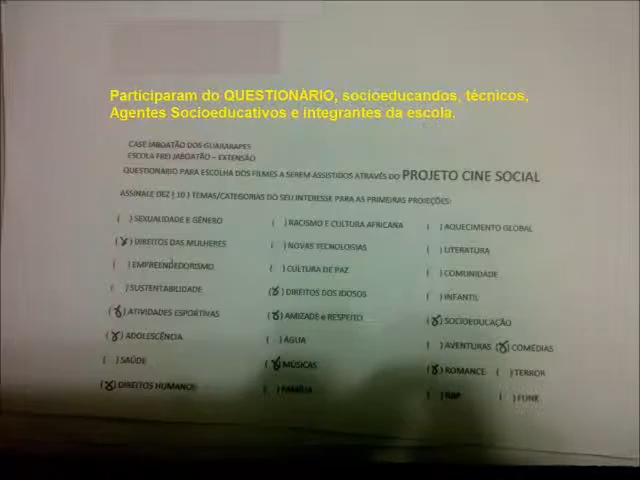 Participaram do QUESTIONÁRIO, socioeducandos, técnicos,
Agentes Socioeducativos e integrantes da escola.
CASE JABOATÃO DOS GUARARAPES
ESCOLA FREI JABOATÃO – EXTENSÃO
QUESTIONARIO PARA ESCOLHA DOS FILMES A SEREM ASSISTIDOS ATRAVÉS DO PROJETO CINE SOCIAL
ASSINALE DEZ ( 10 ) TEMAS/CATEGORIAS DO SEU INTERESSE PARA AS PRIMEIRAS PROJEÇÕES:
( ) SEXUALIDADE E GÊNERO ( ) RACISMO E CULTURA AFRICANA ( ) AQUECIMENTO GLOBAL
(X) DIREITOS DAS MULHERES ( ) NOVAS TECNOLOGIAS ( ) LITERATURA
( ) EMPREENDEDORISMO ( ) CULTURA DE PAZ ( ) COMUNIDADE
( ) SUSTENTABILIDADE (X) DIREITOS DOS IDOSOS ( ) INFANTIL
(X) ATIVIDADES ESPORTIVAS (X) AMIZADE e RESPEITO (X) SOCIOEDUCAÇÃO
(X) ADOLESCÊNCIA ( ) ÁGUA ( ) AVENTURAS (X) COMÉDIAS
( ) SAÚDE (X) MÚSICAS (X) ROMANCE ( ) TERROR
(X) DIREITOS HUMANOS ( ) FAMÍLIA ( ) RAP ( ) FUNK